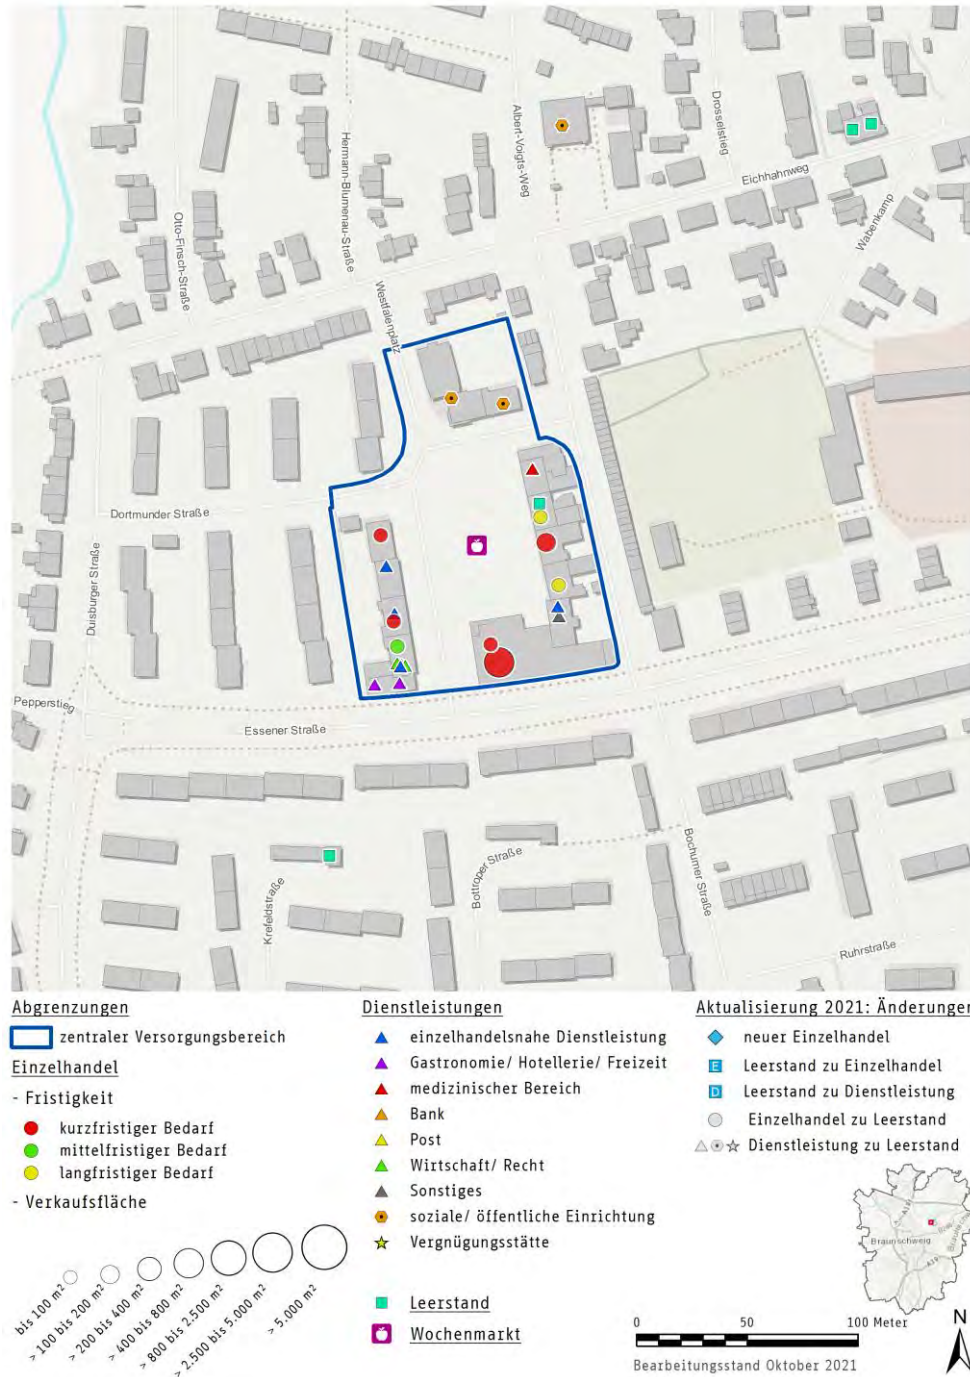 Albert-Voigts-Weg
Drosselstieg
Eichhahnweg
Wabenkamp
Hermann-Blumenau-Straße
Otto-Finsch-Straße
Westfalenplatz
Dortmunder Straße
Duisburger Straße
Pepperstieg
Essener Straße
Bottroper Straße
Bochumer Straße
Krefeldstraße
Ruhrstraße
Abgrenzungen
zentraler Versorgungsbereich
Einzelhandel
- Fristigkeit
kurzfristiger Bedarf
mittelfristiger Bedarf
langfristiger Bedarf
- Verkaufsfläche
bis 100 m²
> 100 bis 200 m²
> 200 bis 400 m²
> 400 bis 800 m²
> 800 bis 2.500 m²
> 2.500 bis 5.000 m²
> 5.000 m²
Dienstleistungen
einzelhandelsnahe Dienstleistung
Gastronomie/ Hotellerie/ Freizeit
medizinischer Bereich
Bank
Post
Wirtschaft/ Recht
Sonstiges
soziale/ öffentliche Einrichtung
Vergnügungsstätte
Leerstand
Wochenmarkt
Aktualisierung 2021: Änderungen
neuer Einzelhandel
E Leerstand zu Einzelhandel
D Leerstand zu Dienstleistung
Einzelhandel zu Leerstand
Dienstleistung zu Leerstand
Braunschweig
N
0 50 100 Meter
Bearbeitungsstand Oktober 2021